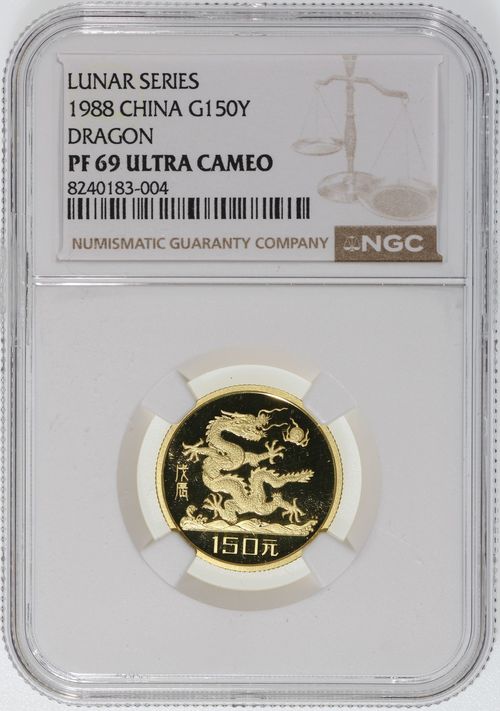 LUNAR SERIES
1988 CHINA G150Y
DRAGON
PF 69 ULTRA CAMEO
8240183-004
NUMISMATIC GUARANTY COMPANY
NGC
戊辰
150元